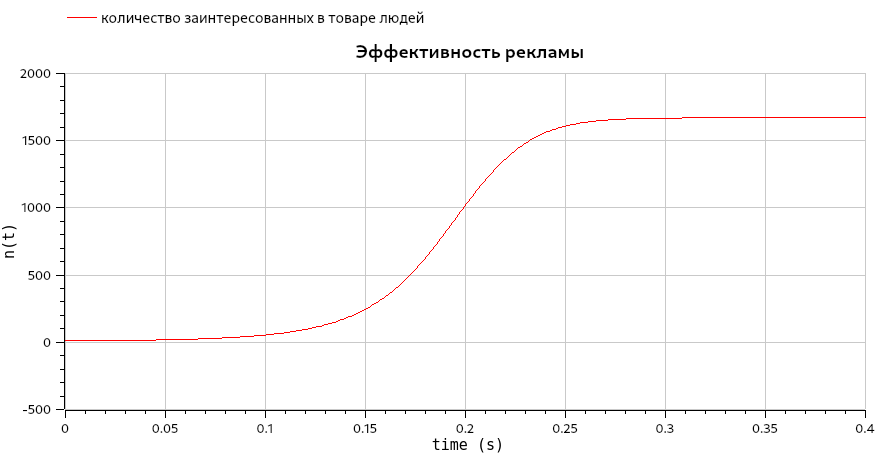 количество заинтересованных в товаре людей
Эффективность рекламы
2000
1500
1000
500
0
-500
n(t)
0 0.05 0.1 0.15 0.2 0.25 0.3 0.35 0.4
time (s)